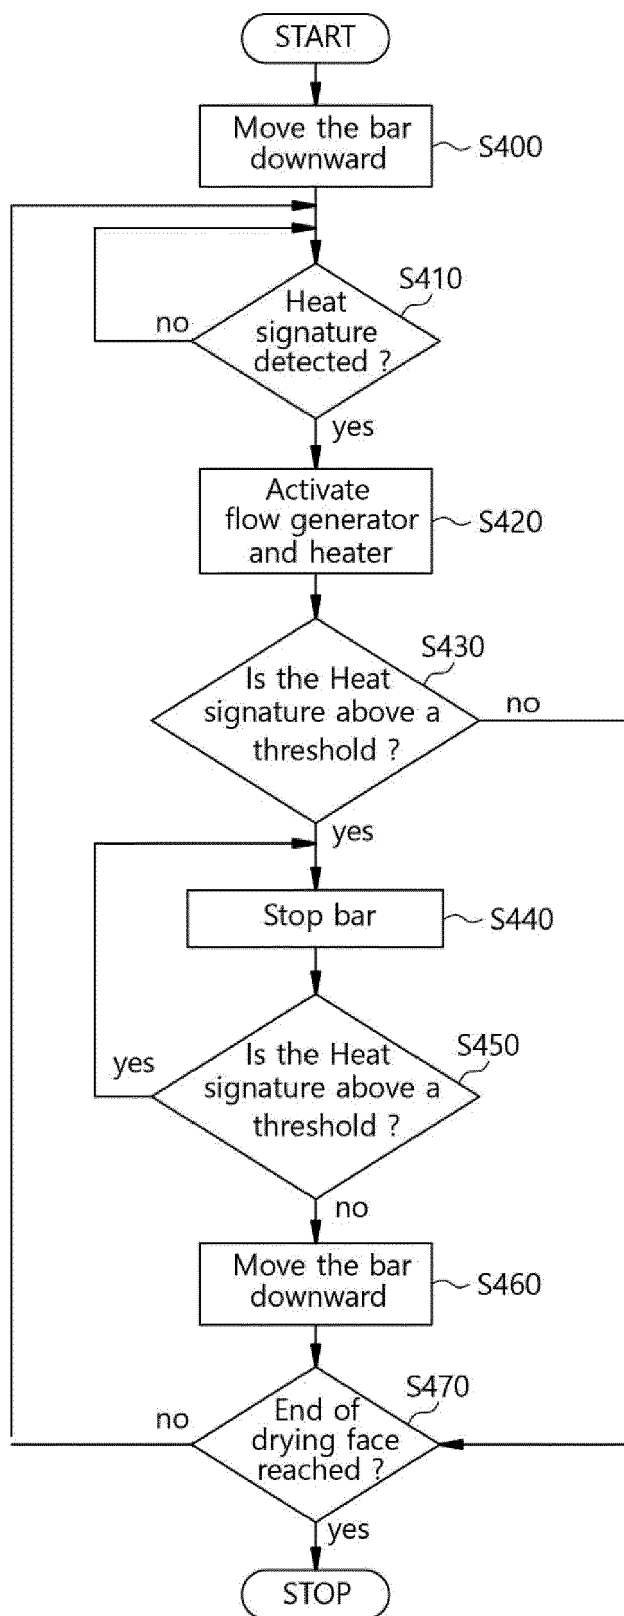 START
Move the bar
downward
S400
S410
Heat
signature
detected ?
no
yes
Activate
flow generator
and heater
S420
S430
Is the Heat
signature above a
threshold ?
no
yes
Stop bar
S440
S450
Is the Heat
signature above a
threshold ?
yes
no
Move the bar
downward
S460
S470
End of
drying face
reached ?
no
yes
STOP